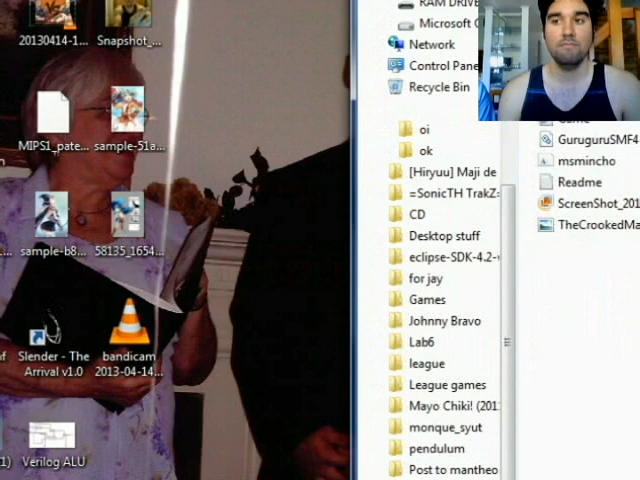 20130414-1...
Snapshot_...
MIPS1_pate...
sample-51a...
sample-b8...
58135_1654...
Slender - The
Arrival v1.0
bandicam
2013-04-14...
1)
Verilog ALU
RAM DRIVE
Microsoft O
Network
Control Pane
Recycle Bin
oi
ok
[Hiryuu] Maji de
=SonicTH TrakZ=
CD
Desktop stuff
eclipse-SDK-4.2-
for jay
Games
Johnny Bravo
Lab6
league
League games
Mayo Chiki! (201
monque_syut
pendulum
Post to mantheo
Game
GuruguruSMF4
msmincho
Readme
ScreenShot_201
TheCrookedMa